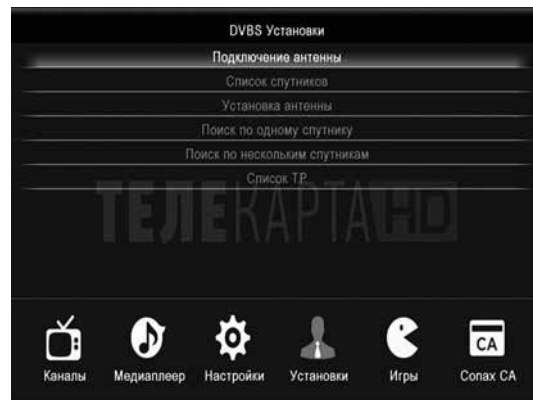 DVBS Установки
Подключение антенны
Список спутников
Установка антенны
Поиск по одному спутнику
Поиск по нескольким спутникам
Список TP
ТЕЛЕКАРТА HD
CA
Каналы Медиаплеер Настройки Установки Игры Conax CA